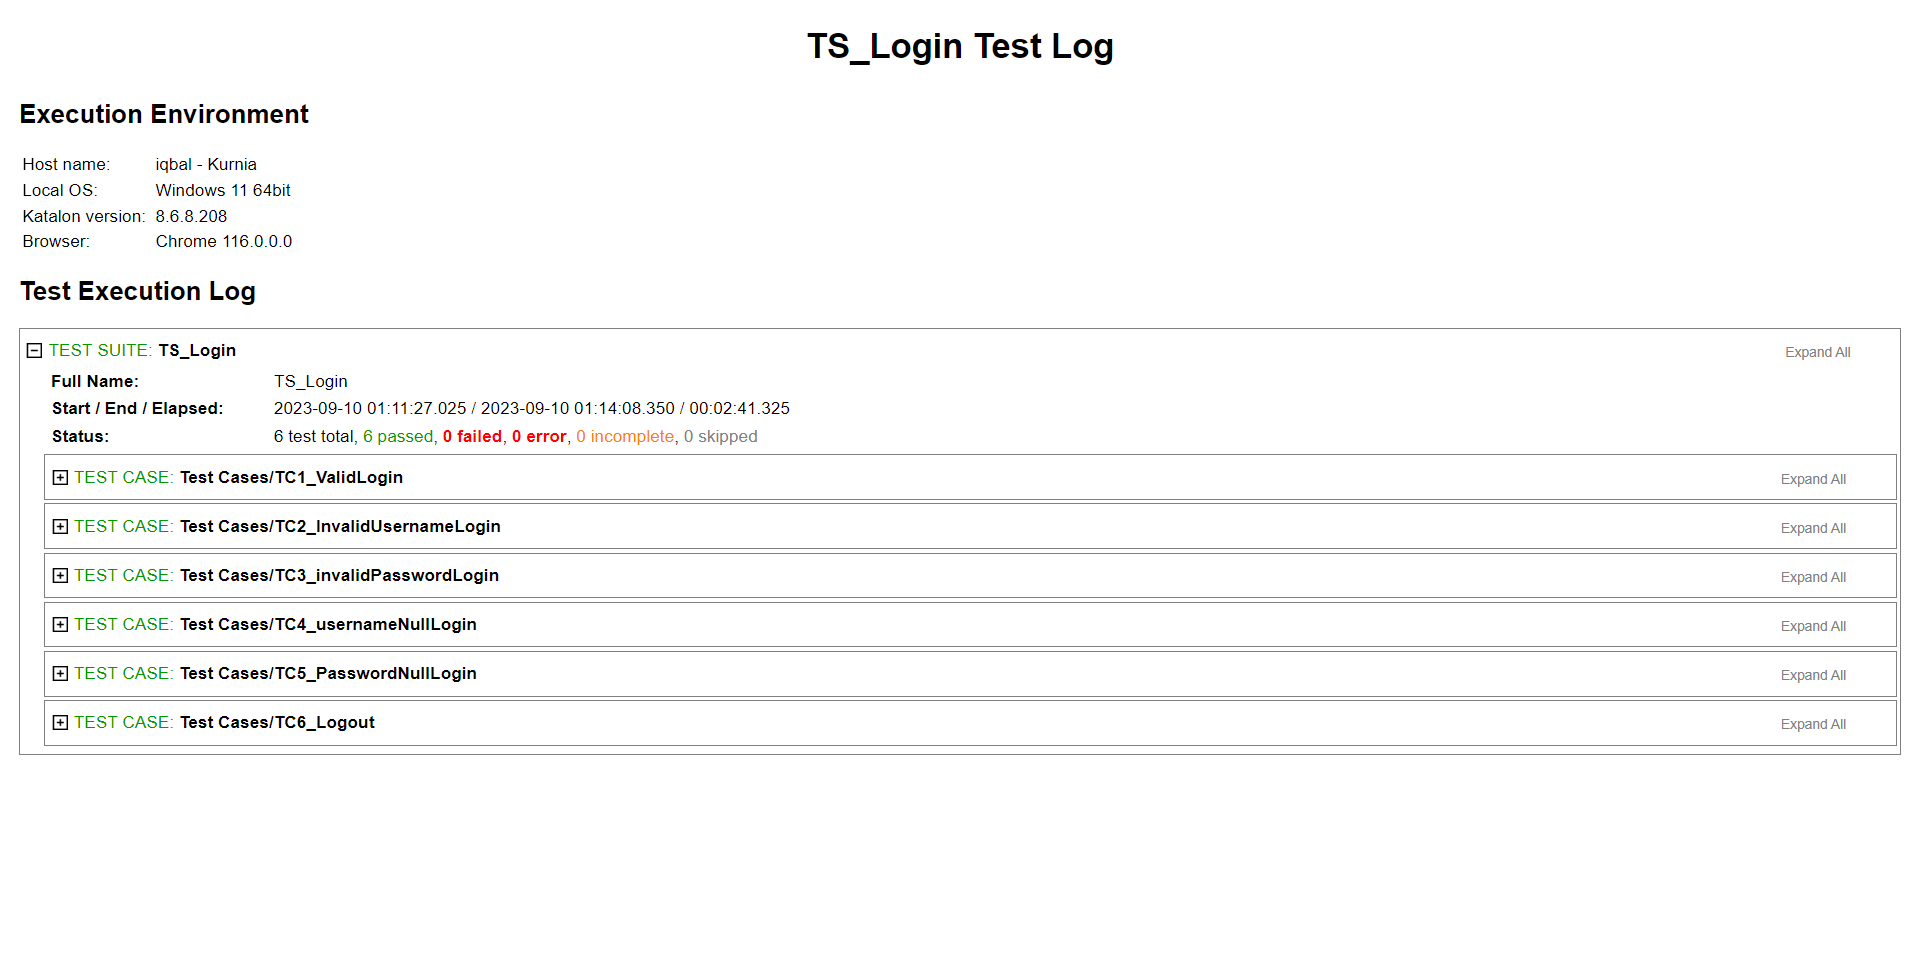 TS_Login Test Log
Execution Environment
Host name: iqbal - Kurnia
Local OS: Windows 11 64bit
Katalon version: 8.6.8.208
Browser: Chrome 116.0.0.0
Test Execution Log
TEST SUITE: TS_Login Expand All
Full Name: TS_Login
Start / End / Elapsed: 2023-09-10 01:11:27.025 / 2023-09-10 01:14:08.350 / 00:02:41.325
Status: 6 test total, 6 passed, 0 failed, 0 error, 0 incomplete, 0 skipped
TEST CASE: Test Cases/TC1_ValidLogin Expand All
TEST CASE: Test Cases/TC2_InvalidUsernameLogin Expand All
TEST CASE: Test Cases/TC3_invalidPasswordLogin Expand All
TEST CASE: Test Cases/TC4_usernameNullLogin Expand All
TEST CASE: Test Cases/TC5_PasswordNullLogin Expand All
TEST CASE: Test Cases/TC6_Logout Expand All